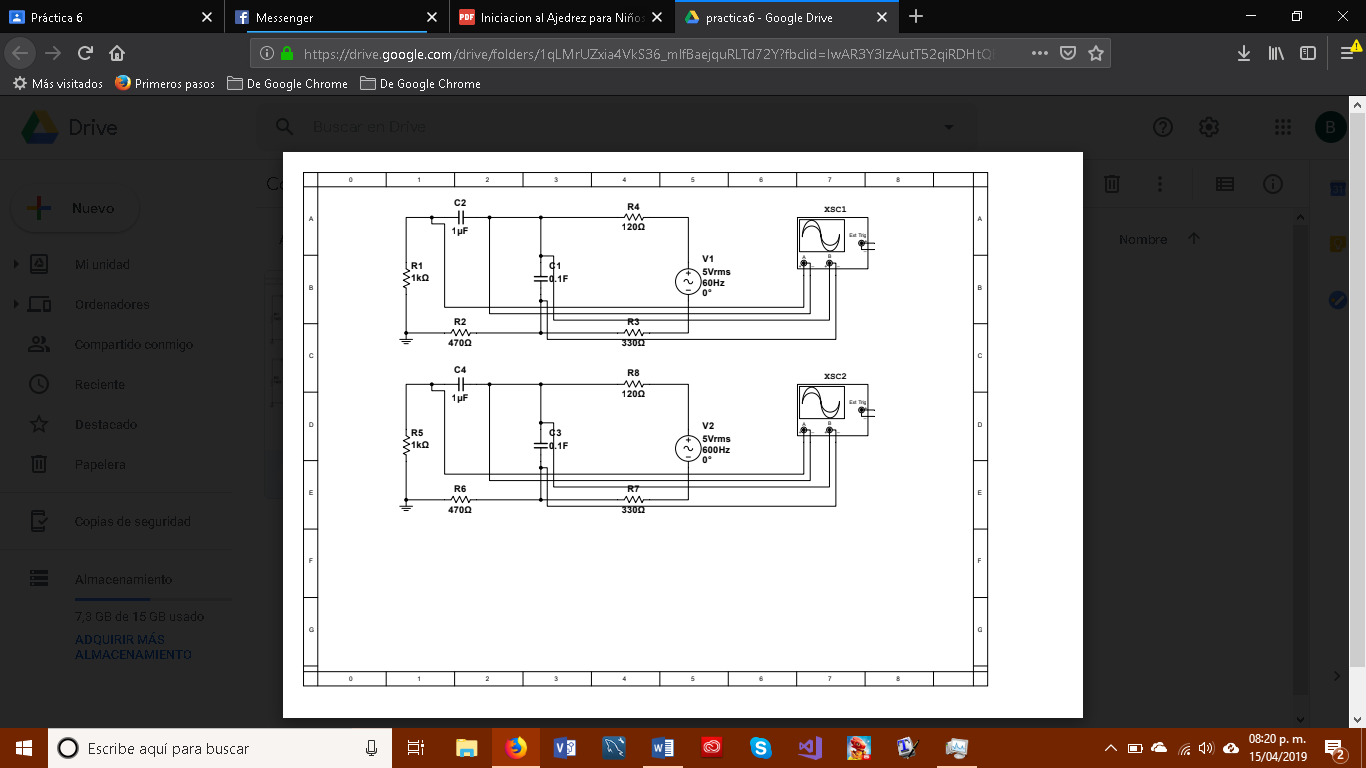 Práctica 6
Messenger
Iniciacion al Ajedrez para Niño
practica6 - Google Drive
https://drive.google.com/drive/folders/1qLMrUZxia4VkS36_mIfBaejquRLTd72Y?fbclid=IwAR3Y3IzAutT52qiRDHtQ
Más visitados
Primeros pasos
De Google Chrome
De Google Chrome
Drive
Buscar en Drive
B
Nuevo
Nombre
Mi unidad
Ordenadores
Compartido conmigo
Reciente
Destacado
Papelera
Copias de seguridad
Almacenamiento
7,3 GB de 15 GB usado
ADQUIRIR MÁS
ALMACENAMIENTO
0 1 2 3 4 5 6 7 8
A A
B B
C C
D D
E E
F F
G G
C2
1µF
R4
120Ω
XSC1
Ext Trig
A B
R1
1kΩ
C1
0.1F
V1
5Vrms
60Hz
0°
R2
470Ω
R3
330Ω
C4
1µF
R8
120Ω
XSC2
Ext Trig
A B
R5
1kΩ
C3
0.1F
V2
5Vrms
600Hz
0°
R6
470Ω
R7
330Ω
0 1 2 3 4 5 6 7 8
Escribe aquí para buscar
08:20 p. m.
15/04/2019
2